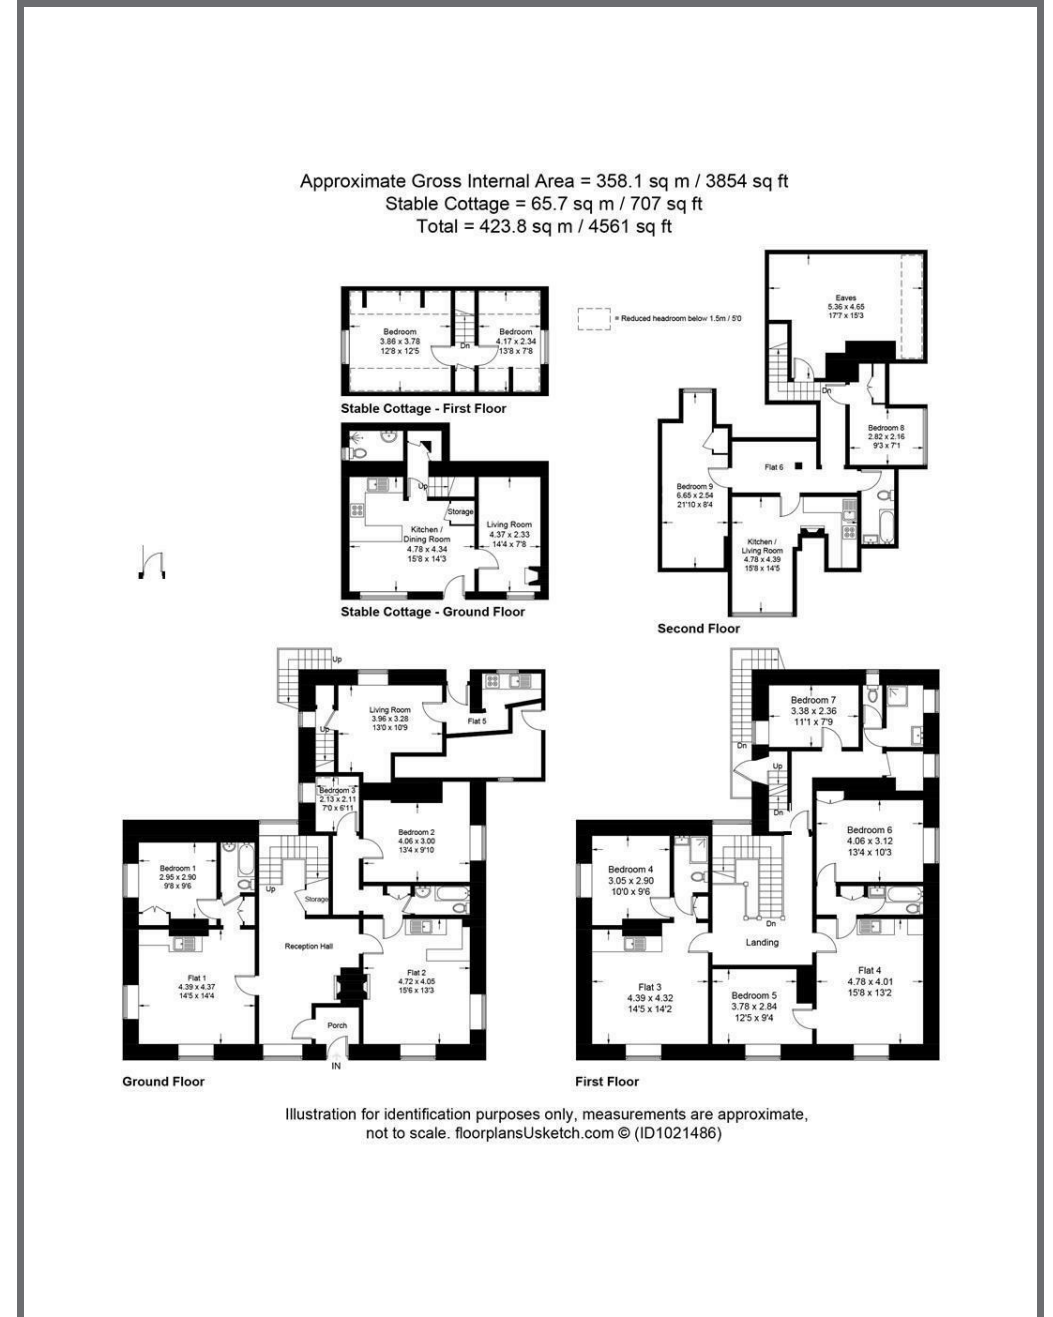 Approximate Gross Internal Area = 358.1 sq m / 3854 sq ft
Stable Cottage = 65.7 sq m / 707 sq ft
Total = 423.8 sq m / 4561 sq ft
Eaves
5.36 x 4.65
17'7 x 15'3
= Reduced headroom below 1.5m / 5'0
Bedroom
3.86 x 3.78
12'8 x 12'5
Dn
Bedroom
4.17 x 2.34
13'8 x 7'8
Stable Cottage - First Floor
Dn
Bedroom 8
2.82 x 2.16
9'3 x 7'1
Flat 6
Bedroom 9
6.65 x 2.54
21'10 x 8'4
Kitchen /
Living Room
4.78 x 4.39
15'8 x 14'5
Second Floor
Up
Storage
Kitchen /
Dining Room
4.78 x 4.34
15'8 x 14'3
Living Room
4.37 x 2.33
14'4 x 7'8
Stable Cottage - Ground Floor
Up
Living Room
3.96 x 3.28
13'0 x 10'9
Flat 5
Up
Bedroom 3
2.13 x 2.11
7'0 x 6'11
Bedroom 2
4.06 x 3.00
13'4 x 9'10
Bedroom 1
2.95 x 2.90
9'8 x 9'6
Up
Storage
Reception Hall
Flat 1
4.39 x 4.37
14'5 x 14'4
Flat 2
4.72 x 4.05
15'6 x 13'3
Porch
IN
Ground Floor
Bedroom 7
3.38 x 2.36
11'1 x 7'9
Dn
Up
Dn
Bedroom 6
4.06 x 3.12
13'4 x 10'3
Bedroom 4
3.05 x 2.90
10'0 x 9'6
Dn
Landing
Flat 3
4.39 x 4.32
14'5 x 14'2
Bedroom 5
3.78 x 2.84
12'5 x 9'4
Flat 4
4.78 x 4.01
15'8 x 13'2
First Floor
Illustration for identification purposes only, measurements are approximate,
not to scale. floorplansUsketch.com © (ID1021486)